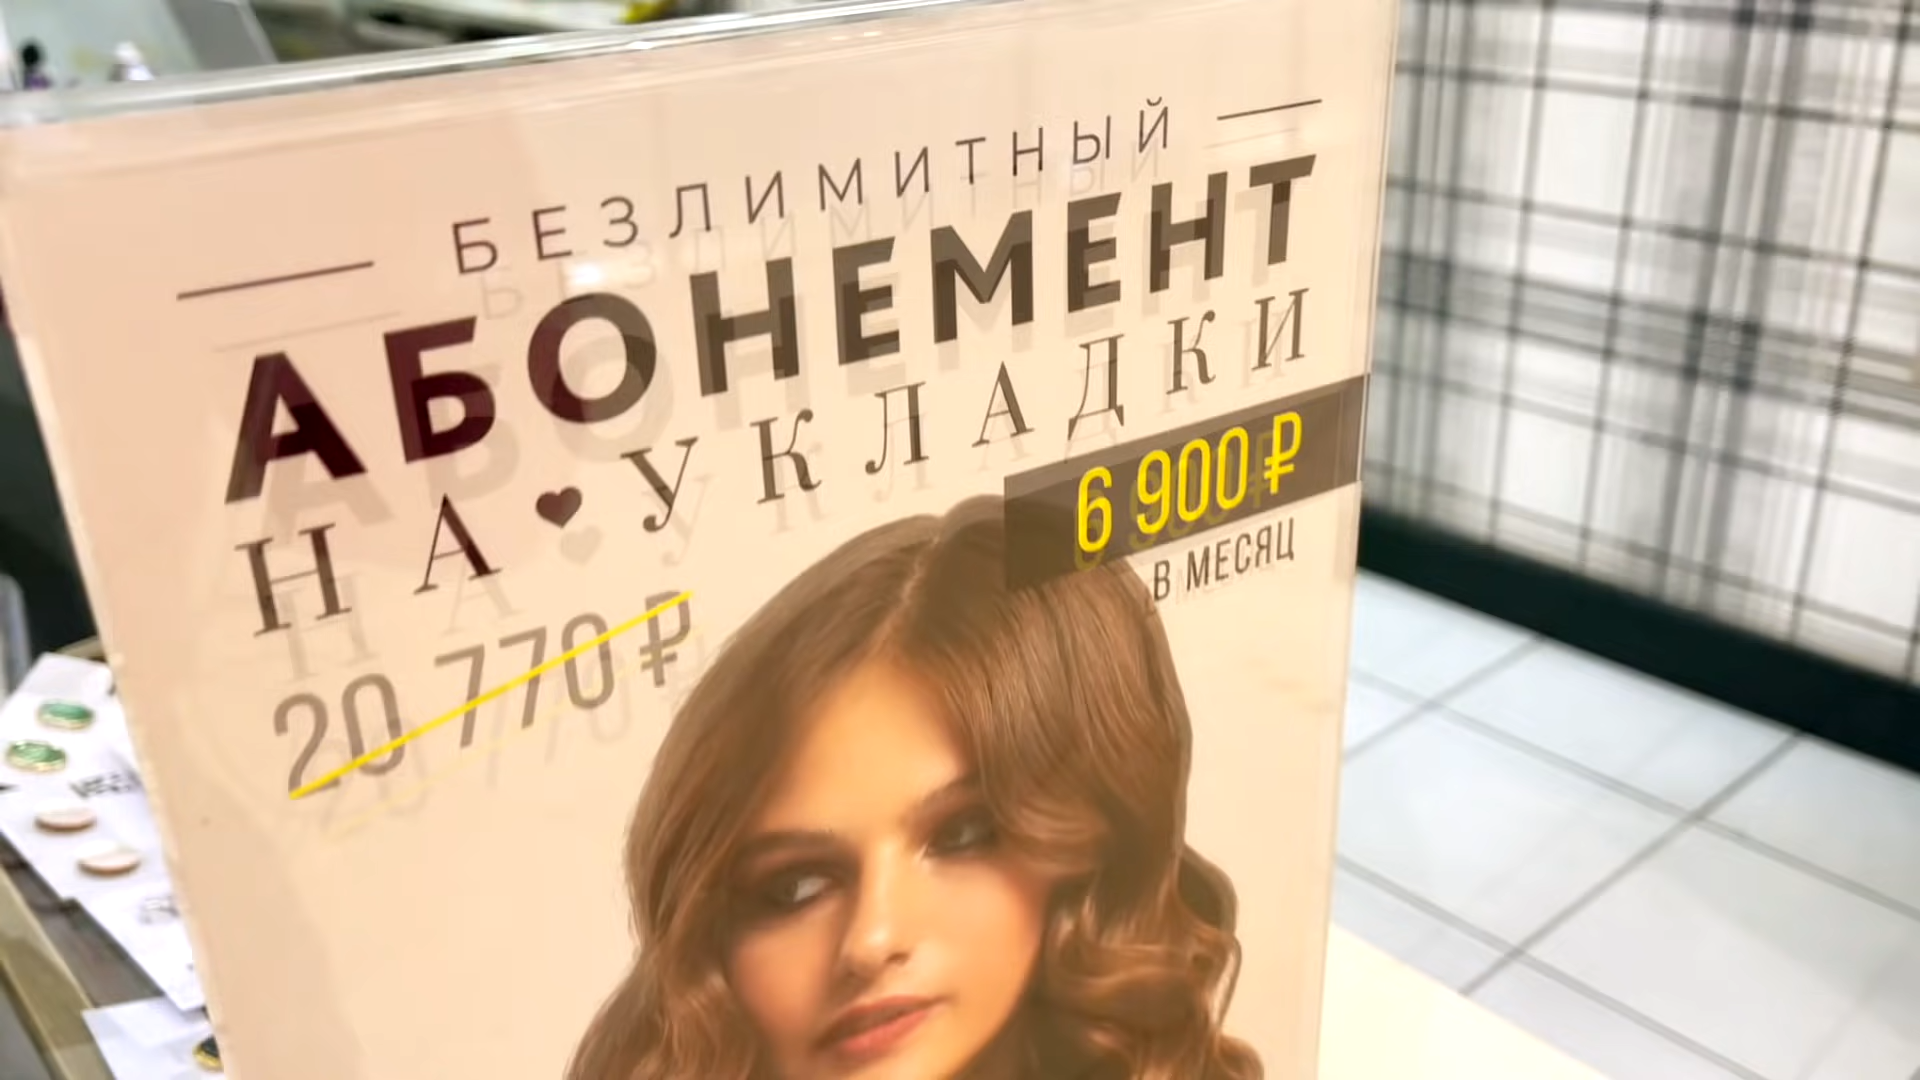 БЕЗЛИМИТНЫЙ
АБОНЕМЕНТ
НА УКЛАДКИ
6 900 ₽
В МЕСЯЦ
20 770 ₽